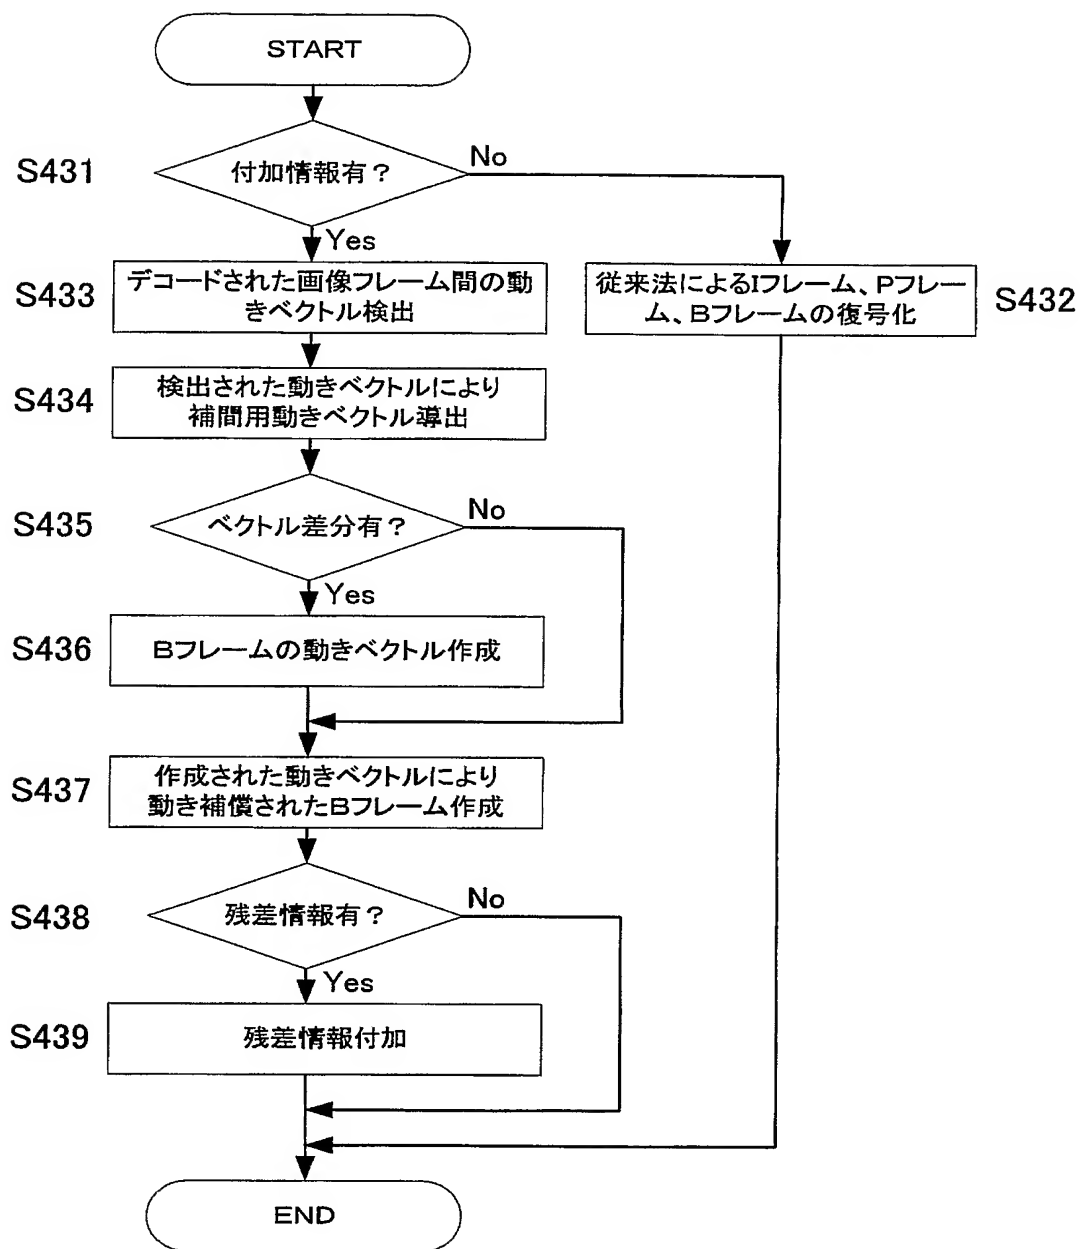 START
S431
付加情報有?
No
Yes
S433
デコードされた画像フレーム間の動
きベクトル検出
従来法によるIフレーム、Pフレー
ム、Bフレームの復号化
S432
S434
検出された動きベクトルにより
補間用動きベクトル導出
S435
ベクトル差分有?
No
Yes
S436
Bフレームの動きベクトル作成
S437
作成された動きベクトルにより
動き補償されたBフレーム作成
S438
残差情報有?
No
Yes
S439
残差情報付加
END